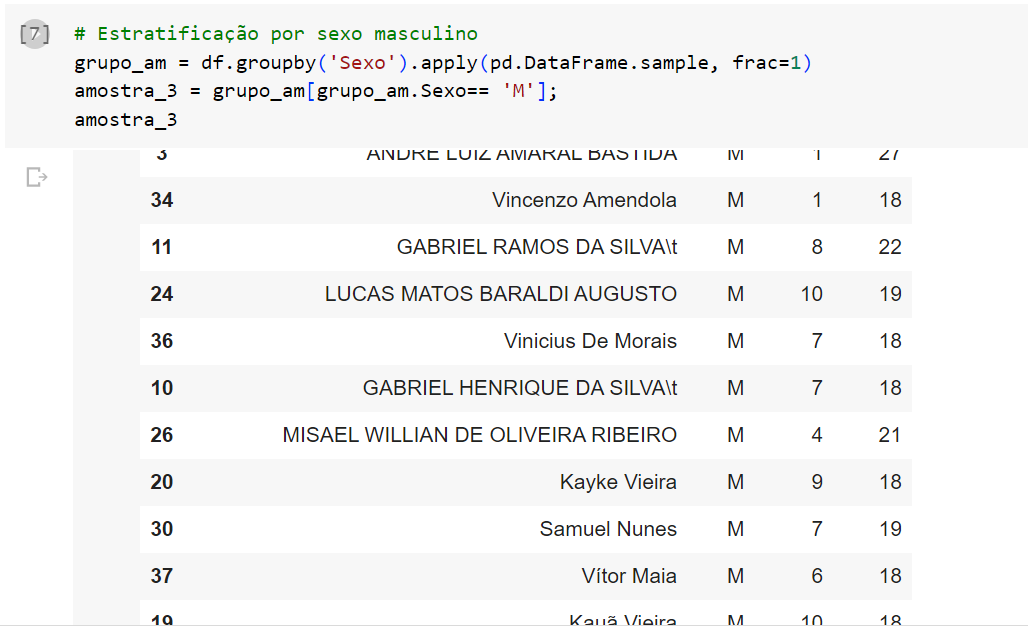 [7] # Estratificação por sexo masculino
grupo_am = df.groupby('Sexo').apply(pd.DataFrame.sample, frac=1)
amostra_3 = grupo_am[grupo_am.Sexo== 'M'];
amostra_3
3 ANDRE LUIZ AMARAL BASTIDA M 1 27
34 Vincenzo Amendola M 1 18
11 GABRIEL RAMOS DA SILVA\t M 8 22
24 LUCAS MATOS BARALDI AUGUSTO M 10 19
36 Vinicius De Morais M 7 18
10 GABRIEL HENRIQUE DA SILVA\t M 7 18
26 MISAEL WILLIAN DE OLIVEIRA RIBEIRO M 4 21
20 Kayke Vieira M 9 18
30 Samuel Nunes M 7 19
37 Vítor Maia M 6 18
19 Kauã Vieira M 10 18